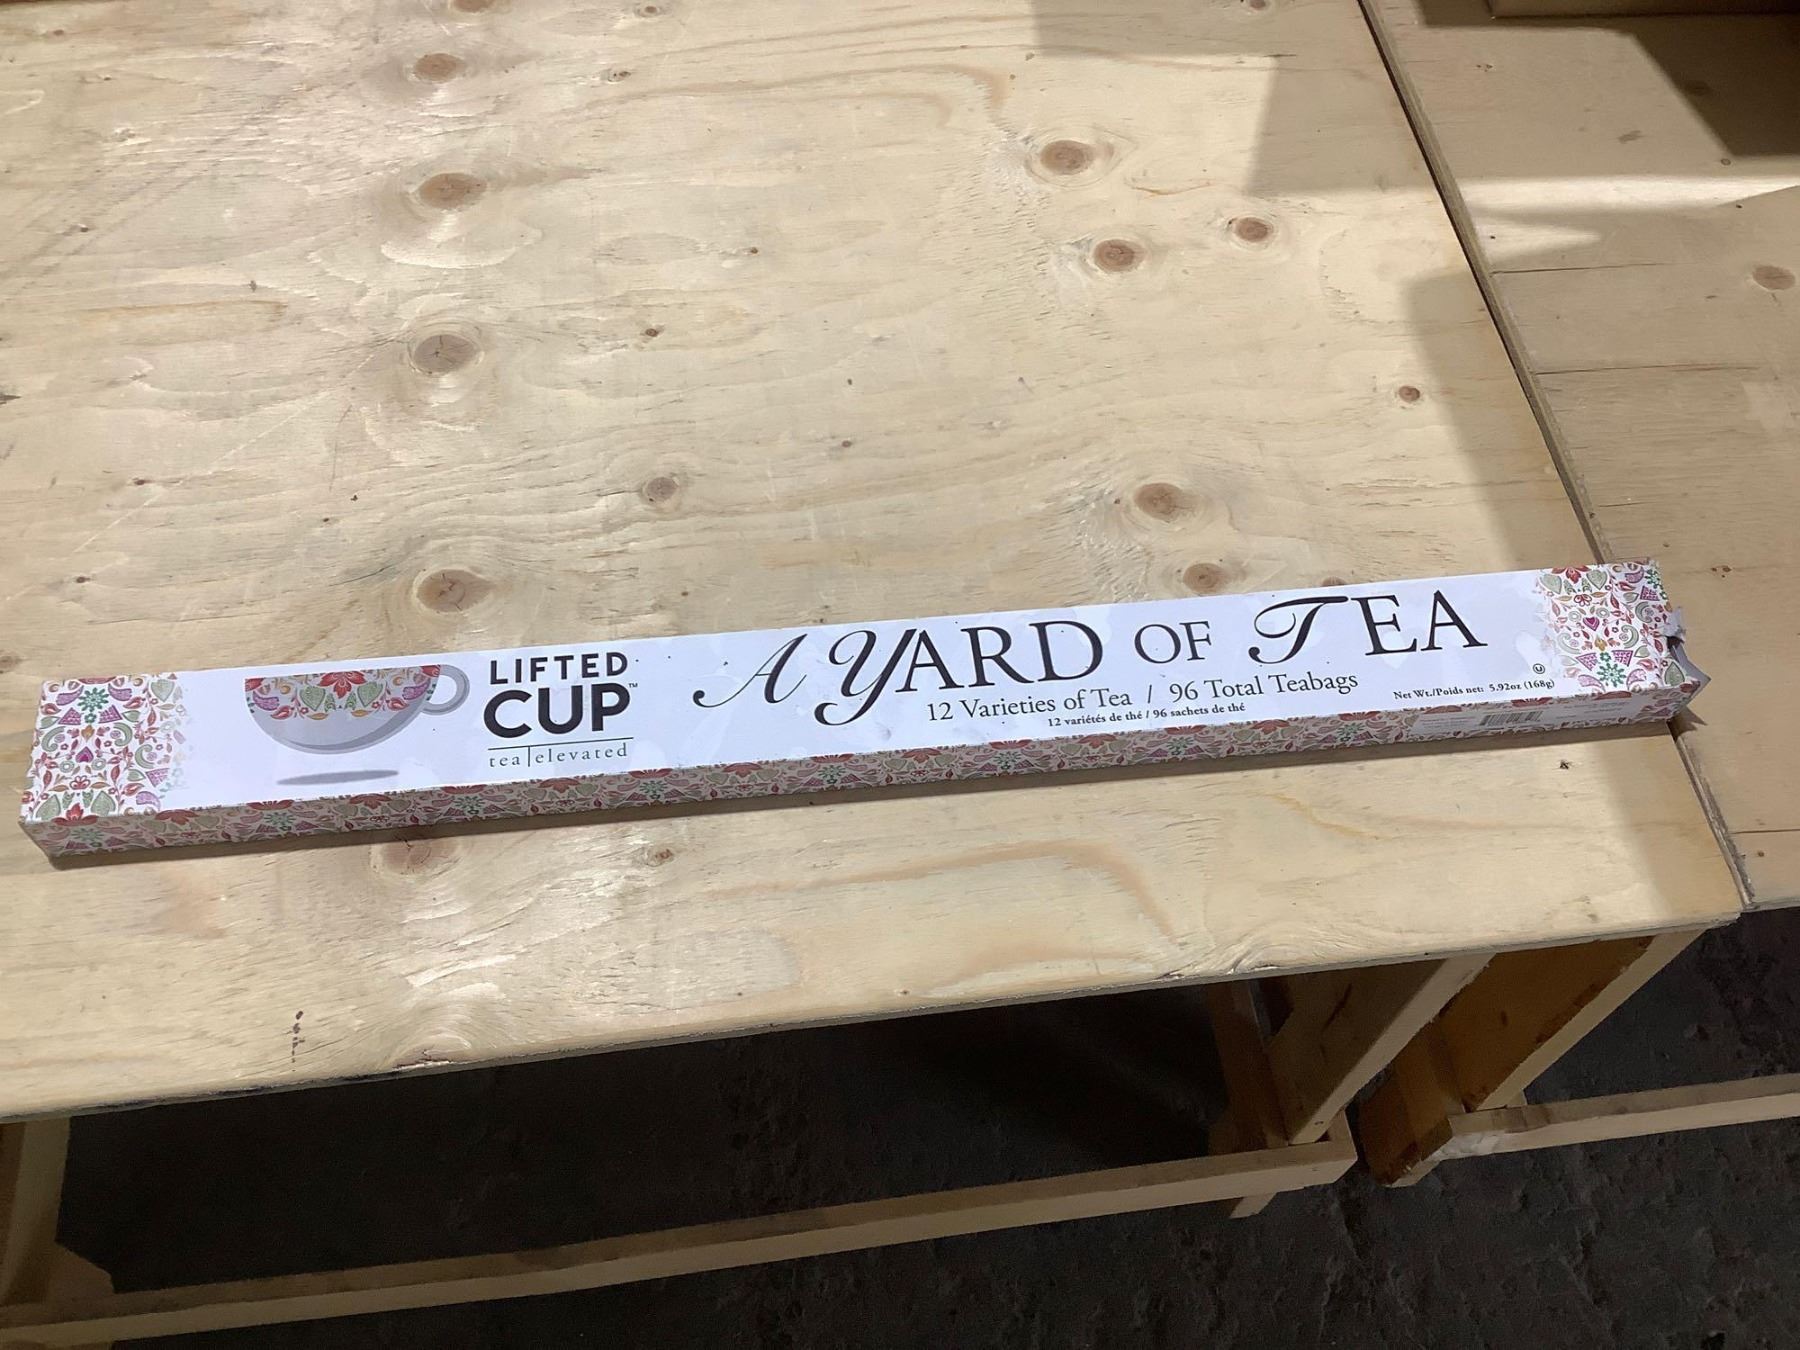 LIFTED
CUP™
tea elevated
A YARD OF TEA
12 Varieties of Tea / 96 Total Teabags
12 variétés de thé / 96 sachets de thé
Net Wt./Poids net: 5.92oz (168g)
U